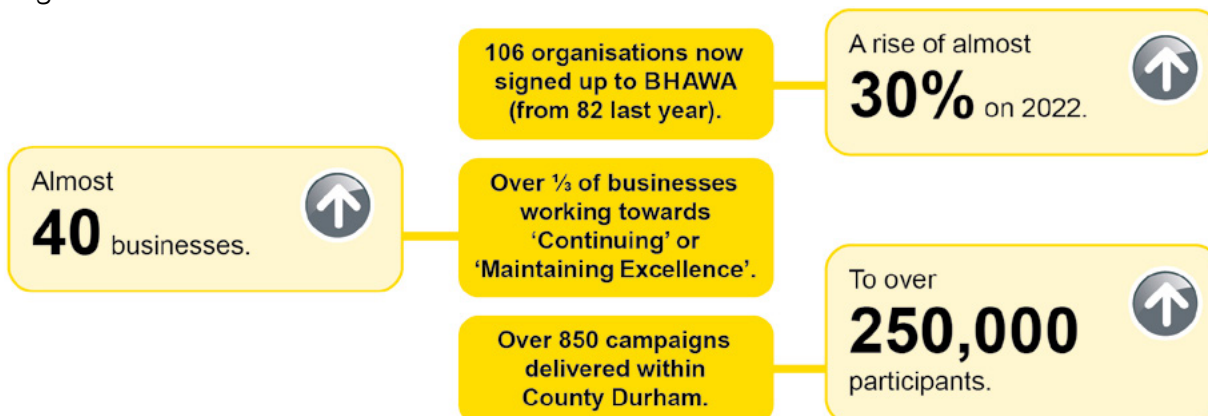 106 organisations now
signed up to BHAWA
(from 82 last year).
A rise of almost
30% on 2022.
Almost
40 businesses.
Over ⅓ of businesses
working towards
‘Continuing’ or
‘Maintaining Excellence’.
Over 850 campaigns
delivered within
County Durham.
To over
250,000
participants.